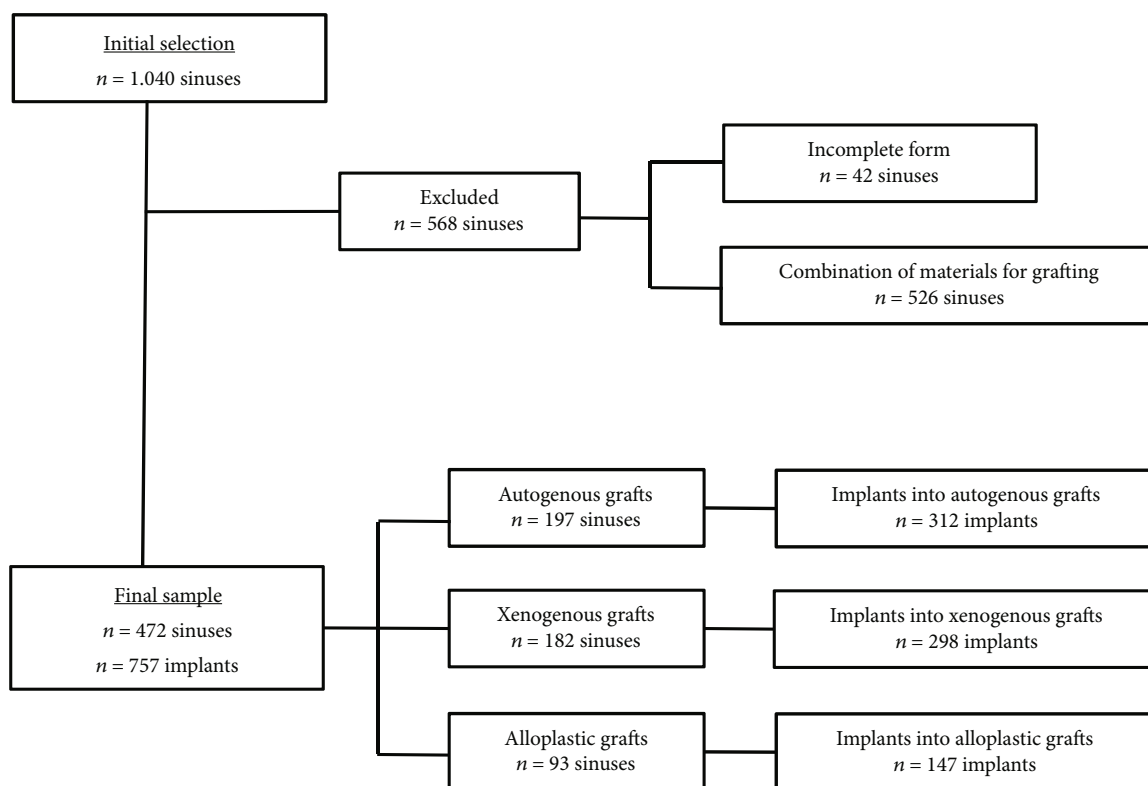 Initial selection
n = 1.040 sinuses
Excluded
n = 568 sinuses
Incomplete form
n = 42 sinuses
Combination of materials for grafting
n = 526 sinuses
Final sample
n = 472 sinuses
n = 757 implants
Autogenous grafts
n = 197 sinuses
Implants into autogenous grafts
n = 312 implants
Xenogenous grafts
n = 182 sinuses
Implants into xenogenous grafts
n = 298 implants
Alloplastic grafts
n = 93 sinuses
Implants into alloplastic grafts
n = 147 implants